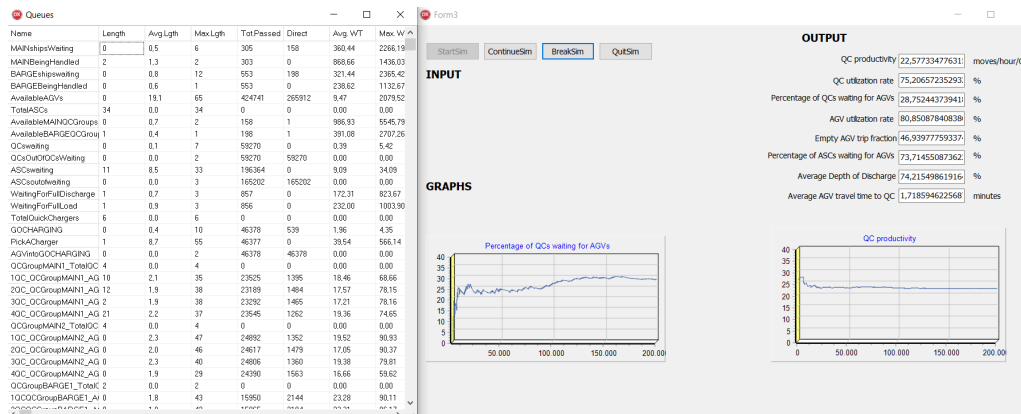 Queues
Name Length Avg.Lgth Max.Lgth Tot.Passed Direct Avg. WT Max. W
MAINshipsWaiting 0 0,5 6 305 158 360,44 2266,19
MAINBeingHandled 2 1,3 2 303 0 868,66 1436,03
BARGEshipswaiting 0 0,8 12 553 198 321,44 2365,42
BARGEBeingHandled 0 0,6 1 553 0 238,62 1132,67
AvailableAGVs 0 19,1 65 424741 265912 9,47 2079,52
TotalASCs 34 0,0 34 0 0 0,00 0,00
AvailableMAINQCGroups 0 0,7 2 158 1 986,93 5545,79
AvailableBARGEQCGrou 1 0,4 1 198 1 391,08 2707,26
QCswaiting 0 0,1 7 59270 0 0,39 5,42
QCsOutOfQCsWaiting 0 0,0 2 59270 59270 0,00 0,00
ASCswaiting 11 8,5 33 196364 0 9,09 34,09
ASCsoutofwaiting 0 0,0 3 165202 165202 0,00 0,00
WaitingForFullDischarge 1 0,7 3 857 0 172,31 823,67
WaitingForFullLoad 1 0,9 3 856 0 232,00 1003,90
TotalQuickChargers 6 0,0 6 0 0 0,00 0,00
GOCHARGING 0 0,4 10 46378 539 1,96 4,35
PickACharger 1 8,7 55 46377 0 39,54 566,14
AGVintoGOCHARGING 0 0,0 2 46378 46378 0,00 0,00
QCGroupMAIN1_TotalQC 4 0,0 4 0 0 0,00 0,00
1QC_QCGroupMAIN1_AG 10 2,1 35 23525 1395 18,46 68,66
2QC_QCGroupMAIN1_AG 12 1,9 38 23189 1484 17,57 78,15
3QC_QCGroupMAIN1_AG 2 1,9 38 23292 1465 17,21 78,16
4QC_QCGroupMAIN1_AG 21 2,2 37 23545 1262 19,36 74,65
QCGroupMAIN2_TotalQC 4 0,0 4 0 0 0,00 0,00
1QC_QCGroupMAIN2_AG 0 2,3 47 24892 1352 19,52 90,93
2QC_QCGroupMAIN2_AG 0 2,0 46 24617 1479 17,05 90,37
3QC_QCGroupMAIN2_AG 0 2,3 40 24806 1360 19,38 79,81
4QC_QCGroupMAIN2_AG 0 1,9 29 24390 1563 16,66 59,62
QCGroupBARGE1_TotalC 2 0,0 2 0 0 0,00 0,00
1QCQCGroupBARGE1_A 0 1,8 43 15950 2144 23,28 90,11
Form3
StartSim ContinueSim BreakSim QuitSim
INPUT
GRAPHS
OUTPUT
QC productivity 22,577334776315 moves/hour/
QC utilization rate 75,20657235293 %
Percentage of QCs waiting for AGVs 28,7524437394 %
AGV utilization rate 80,850878408380 %
Empty AGV trip fraction 46,93977759337 %
Percentage of ASCs waiting for AGVs 73,7145508736 %
Average Depth of Discharge 74,21549861916 %
Average AGV travel time to QC 1,71859462256 minutes
Percentage of QCs waiting for AGVs
40
35
30
25
20
15
10
5
0
50.000 100.000 150.000 200.00
QC productivity
40
35
30
25
20
15
10
5
0
0 50.000 100.000 150.000 200.00